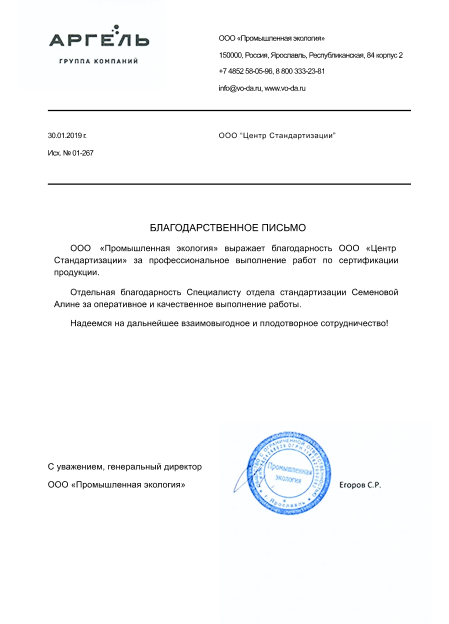 АРГЕЛЬ
ГРУППА КОМПАНИЙ
ООО «Промышленная экология»
150000, Россия, Ярославль, Республиканская, 84 корпус 2
+7 4852 58-05-96, 8 800 333-23-81
info@vo-da.ru, www.vo-da.ru
30.01.2019 г.
ООО "Центр Стандартизации"
Исх. № 01-267
БЛАГОДАРСТВЕННОЕ ПИСЬМО
ООО «Промышленная экология» выражает благодарность ООО «Центр
Стандартизации» за профессиональное выполнение работ по сертификации
продукции.
Отдельная благодарность Специалисту отдела стандартизации Семеновой
Алине за оперативное и качественное выполнение работы.
Надеемся на дальнейшее взаимовыгодное и плодотворное сотрудничество!
С уважением, генеральный директор
ООО «Промышленная экология»
Промышленная
экология
г. Ярославль
Егоров С.Р.